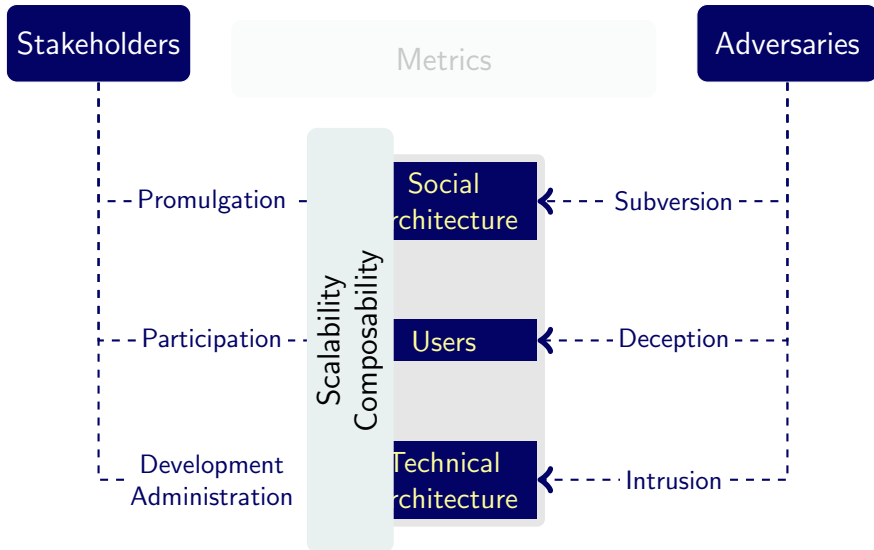 Stakeholders
Metrics
Adversaries
Promulgation
Social
rchitecture
Subversion
Scalability
Composability
Participation
Users
Deception
Development
Administration
Technical
rchitecture
Intrusion